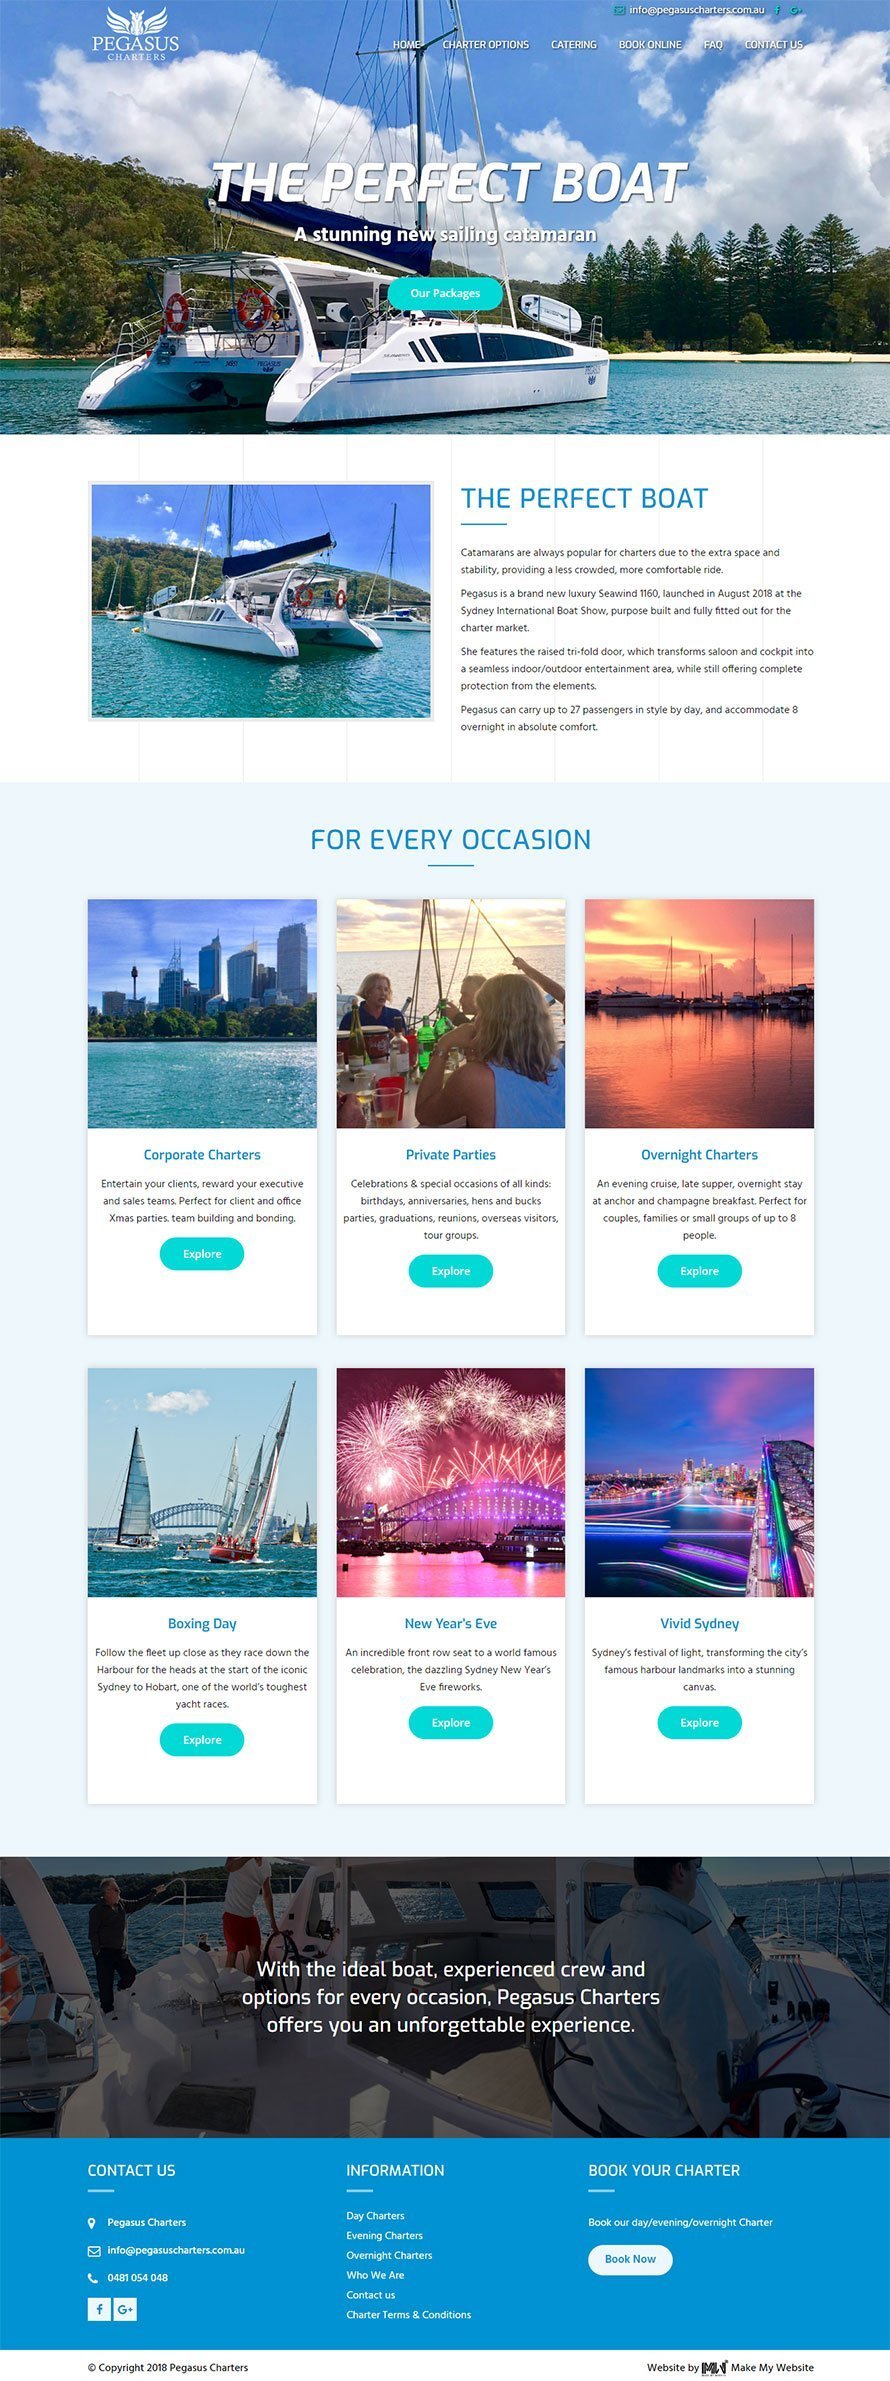 info@pegasuscharters.com.au f G+
PEGASUS
CHARTERS
HOME CHARTER OPTIONS CATERING BOOK ONLINE FAQ CONTACT US
THE PERFECT BOAT
A stunning new sailing catamaran
Our Packages
PEGASUS
PEGASUS
THE PERFECT BOAT
Catamarans are always popular for charters due to the extra space and
stability, providing a less crowded, more comfortable ride.
Pegasus is a brand new luxury Seawind 1160, launched in August 2018 at the
Sydney International Boat Show, purpose built and fully fitted out for the
charter market.
She features the raised tri-fold door, which transforms saloon and cockpit into
a seamless indoor/outdoor entertainment area, while still offering complete
protection from the elements.
Pegasus can carry up to 27 passengers in style by day, and accommodate 8
overnight in absolute comfort.
FOR EVERY OCCASION
Corporate Charters
Entertain your clients, reward your executive
and sales teams. Perfect for client and office
Xmas parties. team building and bonding.
Explore
Private Parties
Celebrations & special occasions of all kinds:
birthdays, anniversaries, hens and bucks
parties, graduations, reunions, overseas visitors,
tour groups.
Explore
Overnight Charters
An evening cruise, late supper, overnight stay
at anchor and champagne breakfast. Perfect for
couples, families or small groups of up to 8
people.
Explore
Boxing Day
Follow the fleet up close as they race down the
Harbour for the heads at the start of the iconic
Sydney to Hobart, one of the world's toughest
yacht races.
Explore
New Year's Eve
An incredible front row seat to a world famous
celebration, the dazzling Sydney New Year's
Eve fireworks.
Explore
Vivid Sydney
Sydney's festival of light, transforming the city's
famous harbour landmarks into a stunning
canvas.
Explore
With the ideal boat, experienced crew and
options for every occasion, Pegasus Charters
offers you an unforgettable experience.
CONTACT US
Pegasus Charters
info@pegasuscharters.com.au
0481 054 048
f G+
INFORMATION
Day Charters
Evening Charters
Overnight Charters
Who We Are
Contact us
Charter Terms & Conditions
BOOK YOUR CHARTER
Book our day/evening/overnight Charter
Book Now
© Copyright 2018 Pegasus Charters
Website by MMW Make My Website